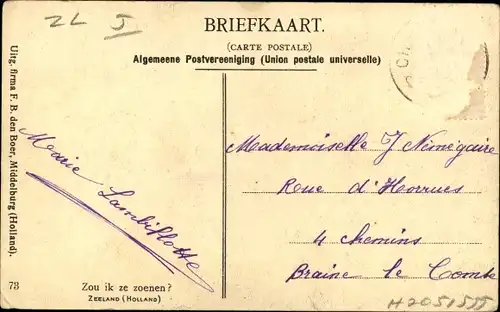 ZL 5
BRIEFKAART.
(CARTE POSTALE)
Algemeene Postvereeniging (Union postale universelle)
Uitg. firma F. B. den Boer, Middelburg (Holland).
Marie Lambillotte
Mademoiselle J Nimégaire
Roue d'Horrues
4 chemins
Braine le Comte
73
Zou ik ze zoenen?
ZEELAND (HOLLAND)
H2051555